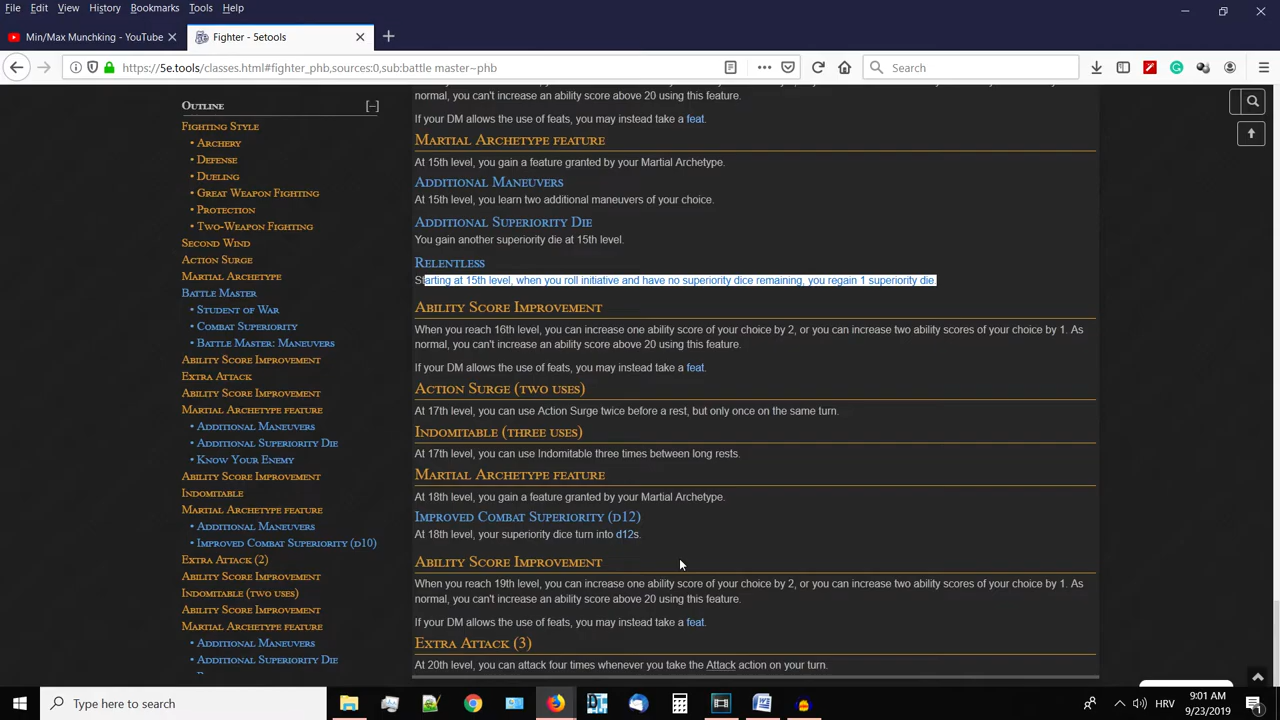 File Edit View History Bookmarks Tools Help
Min/Max Munchking - YouTube
Fighter - 5etools
https://5e.tools/classes.html#fighter_phb,sources:0,sub:battle master~phb
Search
OUTLINE [–]
FIGHTING STYLE
• ARCHERY
• DEFENSE
• DUELING
• GREAT WEAPON FIGHTING
• PROTECTION
• TWO-WEAPON FIGHTING
SECOND WIND
ACTION SURGE
MARTIAL ARCHETYPE
BATTLE MASTER
• STUDENT OF WAR
• COMBAT SUPERIORITY
• BATTLE MASTER: MANEUVERS
ABILITY SCORE IMPROVEMENT
EXTRA ATTACK
ABILITY SCORE IMPROVEMENT
MARTIAL ARCHETYPE FEATURE
• ADDITIONAL MANEUVERS
• ADDITIONAL SUPERIORITY DIE
• KNOW YOUR ENEMY
ABILITY SCORE IMPROVEMENT
INDOMITABLE
MARTIAL ARCHETYPE FEATURE
• ADDITIONAL MANEUVERS
• IMPROVED COMBAT SUPERIORITY (D10)
EXTRA ATTACK (2)
ABILITY SCORE IMPROVEMENT
INDOMITABLE (TWO USES)
ABILITY SCORE IMPROVEMENT
MARTIAL ARCHETYPE FEATURE
• ADDITIONAL MANEUVERS
• ADDITIONAL SUPERIORITY DIE
normal, you can't increase an ability score above 20 using this feature.
If your DM allows the use of feats, you may instead take a feat.
MARTIAL ARCHETYPE FEATURE
At 15th level, you gain a feature granted by your Martial Archetype.
ADDITIONAL MANEUVERS
At 15th level, you learn two additional maneuvers of your choice.
ADDITIONAL SUPERIORITY DIE
You gain another superiority die at 15th level.
RELENTLESS
Starting at 15th level, when you roll initiative and have no superiority dice remaining, you regain 1 superiority die.
ABILITY SCORE IMPROVEMENT
When you reach 16th level, you can increase one ability score of your choice by 2, or you can increase two ability scores of your choice by 1. As
normal, you can't increase an ability score above 20 using this feature.
If your DM allows the use of feats, you may instead take a feat.
ACTION SURGE (TWO USES)
At 17th level, you can use Action Surge twice before a rest, but only once on the same turn.
INDOMITABLE (THREE USES)
At 17th level, you can use Indomitable three times between long rests.
MARTIAL ARCHETYPE FEATURE
At 18th level, you gain a feature granted by your Martial Archetype.
IMPROVED COMBAT SUPERIORITY (D12)
At 18th level, your superiority dice turn into d12s.
ABILITY SCORE IMPROVEMENT
When you reach 19th level, you can increase one ability score of your choice by 2, or you can increase two ability scores of your choice by 1. As
normal, you can't increase an ability score above 20 using this feature.
If your DM allows the use of feats, you may instead take a feat.
EXTRA ATTACK (3)
At 20th level, you can attack four times whenever you take the Attack action on your turn.
Type here to search
HRV
9:01 AM
9/23/2019
1